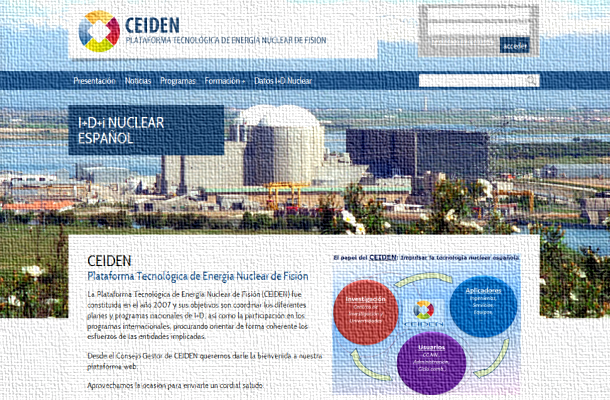 CEIDEN
PLATAFORMA TECNOLÓGICA DE ENERGÍA NUCLEAR DE FISIÓN
acceder
Presentación Noticias Programas Formación Datos I+D Nuclear
I+D+i NUCLEAR
ESPAÑOL
CEIDEN
Plataforma Tecnológica de Energía Nuclear de Fisión
La Plataforma Tecnológica de Energía Nuclear de Fisión (CEIDEN) fue
constituida en el año 2007 y sus objetivos son coordinar los diferentes
planes y programas nacionales de I+D, así como la participación en los
programas internacionales, procurando orientar de forma coherente los
esfuerzos de las entidades implicadas.
Desde el Consejo Gestor de CEIDEN queremos darle la bienvenida a nuestra
plataforma web.
Aprovechamos la ocasión para enviarle un cordial saludo.
El papel del CEIDEN: Impulsar la tecnología nuclear española
Investigación
Aplicadores
CEIDEN
Usuarios